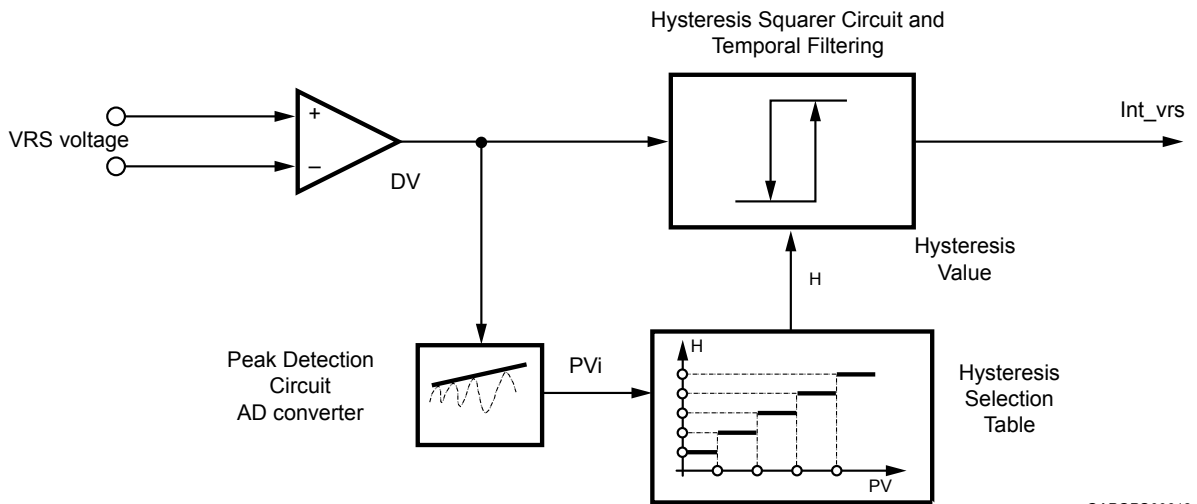 Hysteresis Squarer Circuit and
Temporal Filtering
VRS voltage
+
–
DV
Int_vrs
Hysteresis
Value
H
Peak Detection
Circuit
AD converter
PVi
H
PV
Hysteresis
Selection
Table